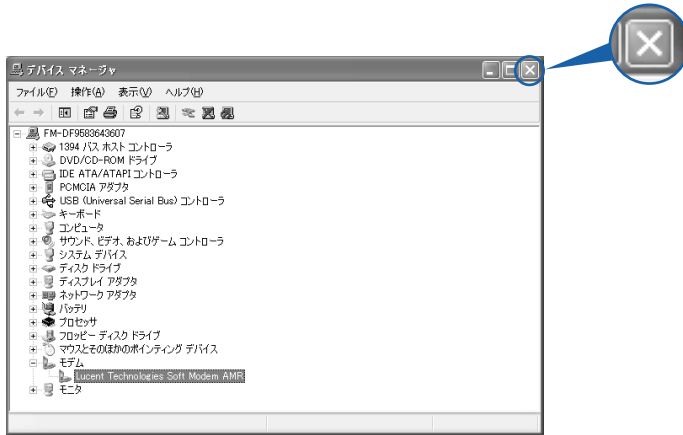 デバイス マネージャ
ファイル(F) 操作(A) 表示(V) ヘルプ(H)
FM-DF9583643607
1394 バス ホスト コントローラ
DVD/CD-ROM ドライブ
IDE ATA/ATAPI コントローラ
PCMCIA アダプタ
USB (Universal Serial Bus) コントローラ
キーボード
コンピュータ
サウンド、ビデオ、およびゲーム コントローラ
システム デバイス
ディスク ドライブ
ディスプレイ アダプタ
ネットワーク アダプタ
バッテリ
プロセッサ
フロッピー ディスク ドライブ
マウスとそのほかのポインティング デバイス
モデム
Lucent Technologies Soft Modem AMR
モニタ